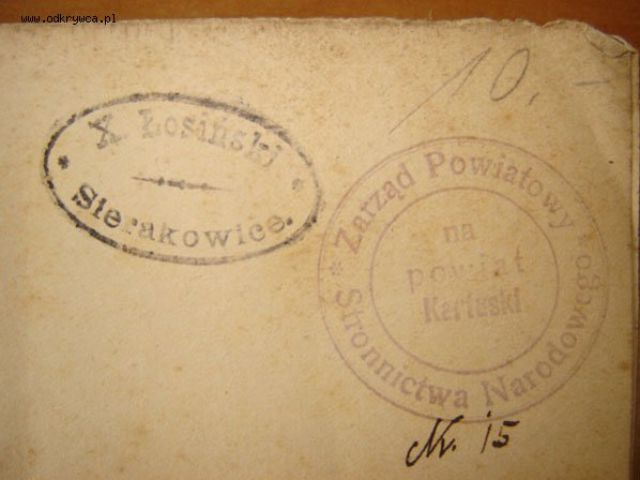 www.odkrywca.pl
10.-
X Łosiński
Sierakowice.
* Zarząd Powiatowy Stronnictwa Narodowego
na
powiat
Kartuski
Nr. 15